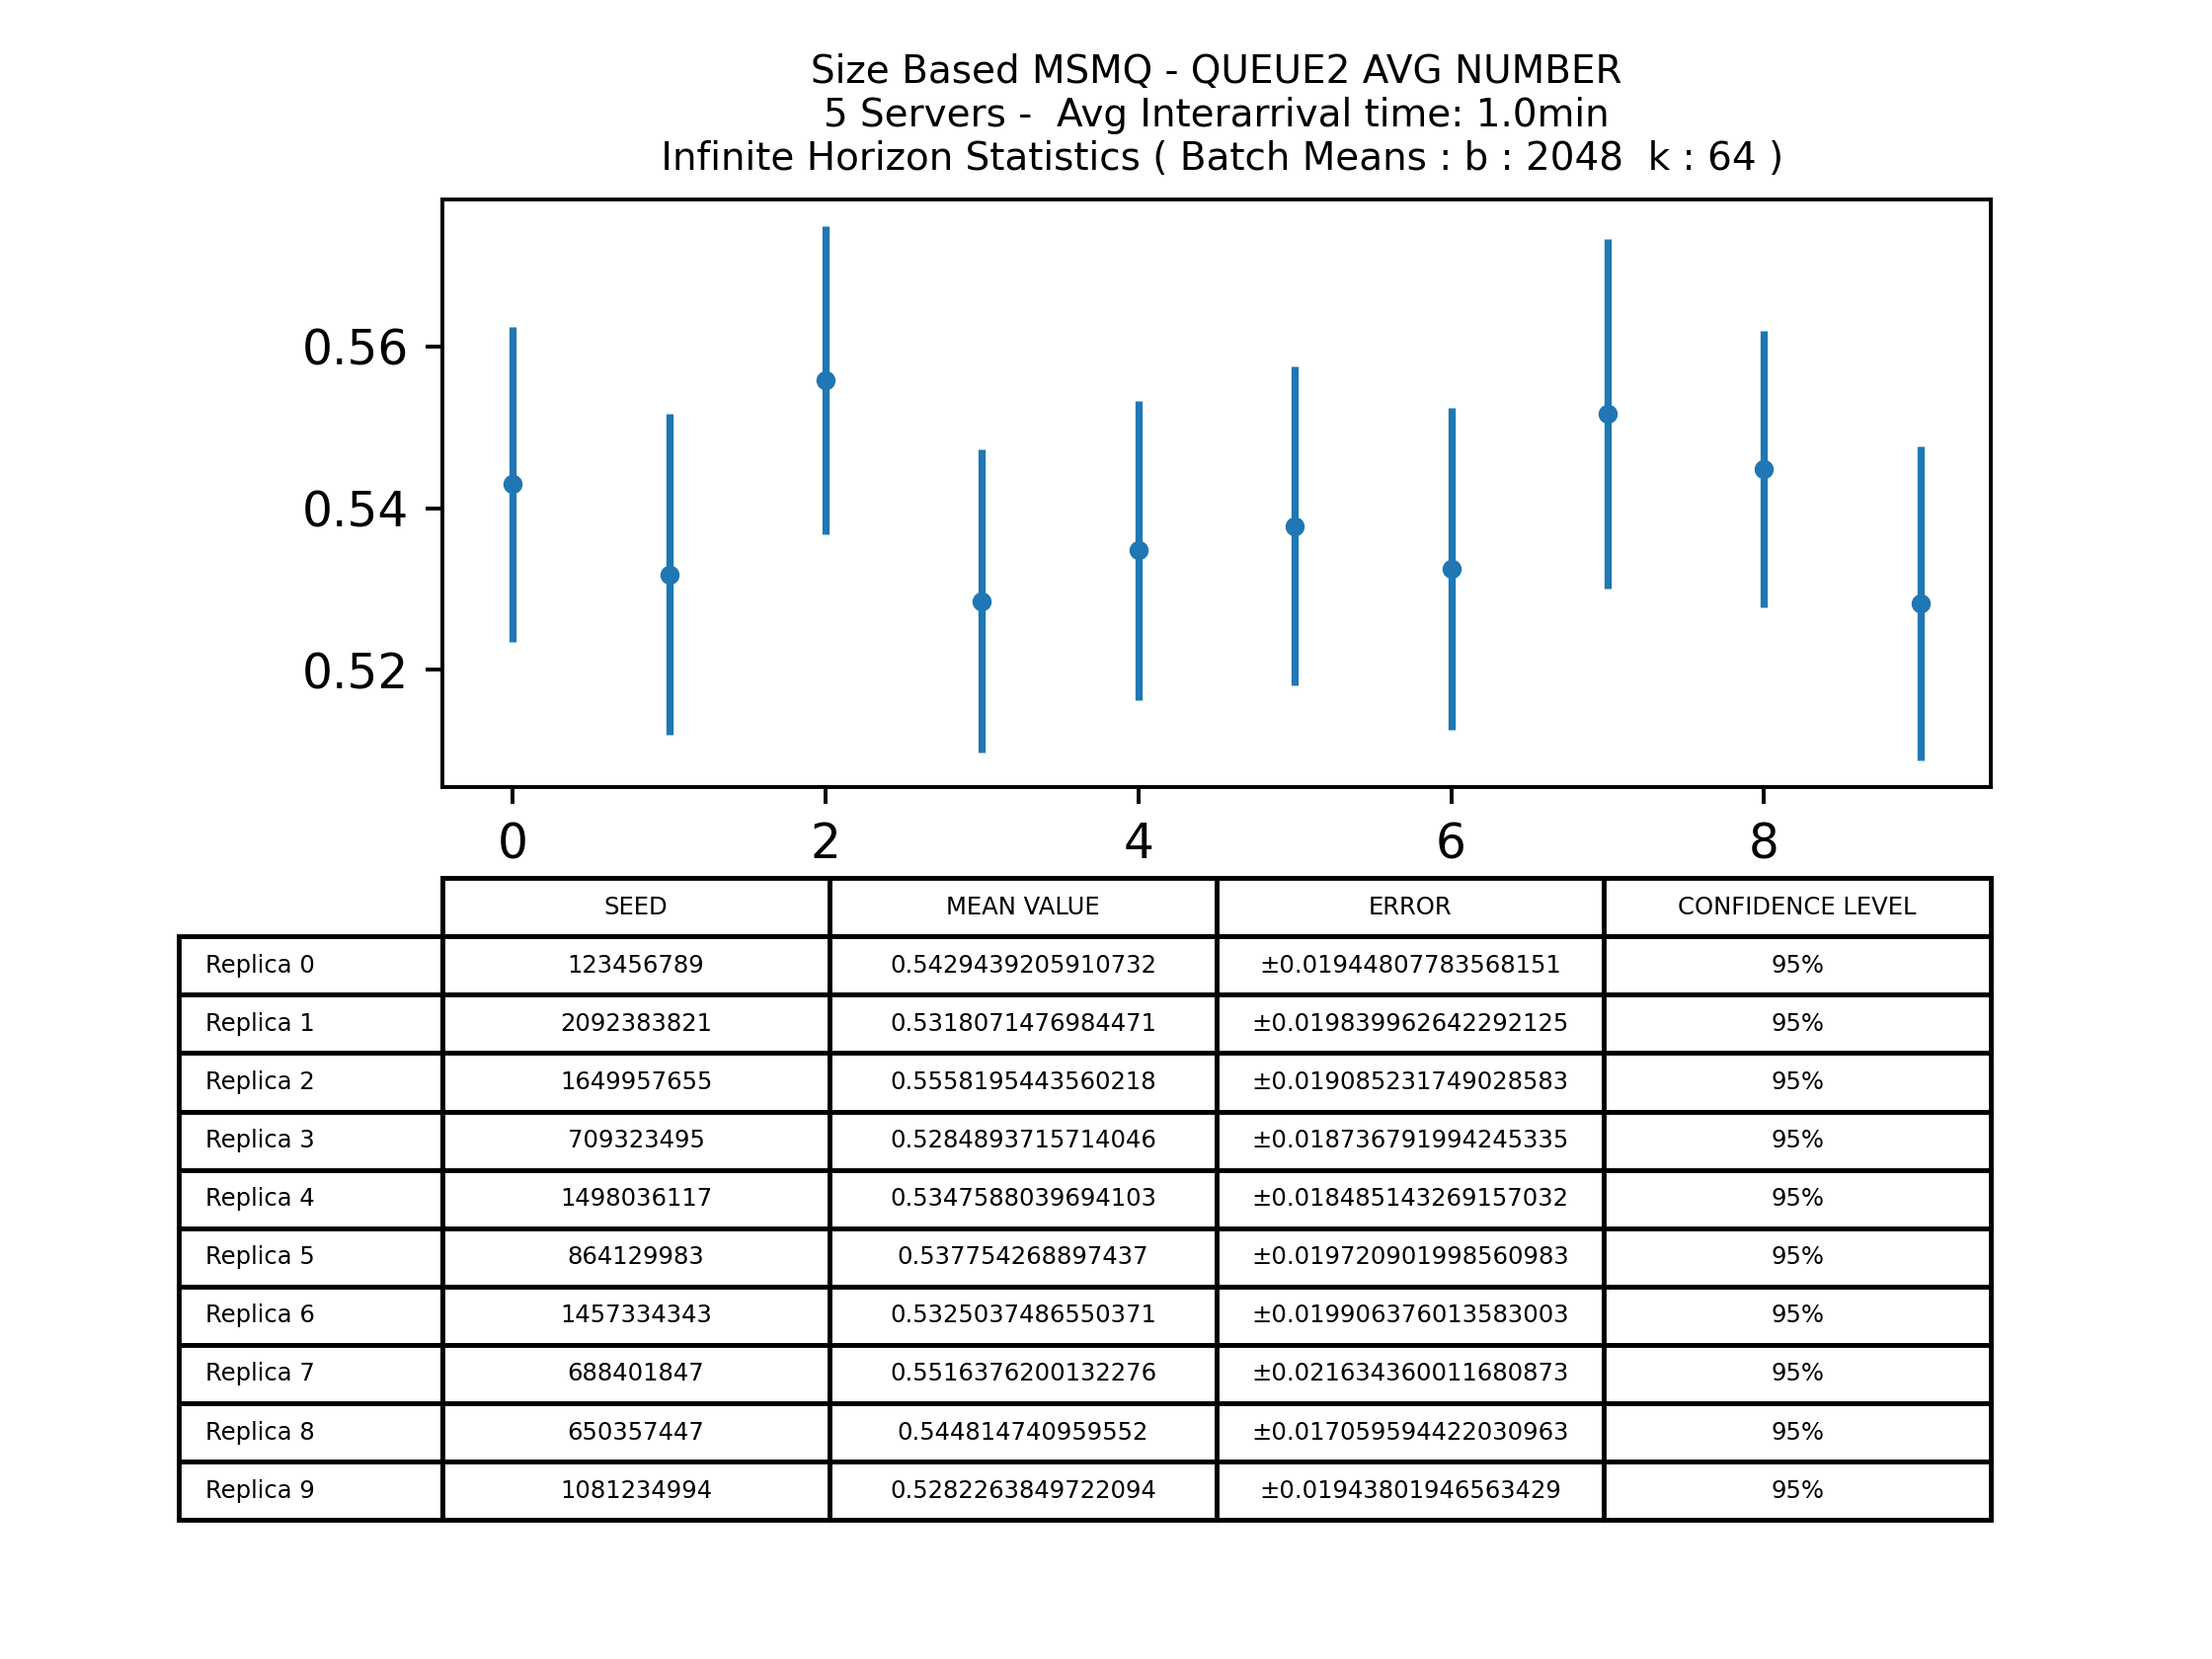 Size Based MSMQ - QUEUE2 AVG NUMBER
5 Servers -  Avg Interarrival time: 1.0min
Infinite Horizon Statistics ( Batch Means : b : 2048  k : 64 )
0.56
0.54
0.52
0 2 4 6 8
SEED MEAN VALUE ERROR CONFIDENCE LEVEL
Replica 0 123456789 0.5429439205910732 ±0.01944807783568151 95%
Replica 1 2092383821 0.5318071476984471 ±0.019839962642292125 95%
Replica 2 1649957655 0.5558195443560218 ±0.019085231749028583 95%
Replica 3 709323495 0.5284893715714046 ±0.018736791994245335 95%
Replica 4 1498036117 0.5347588039694103 ±0.018485143269157032 95%
Replica 5 864129983 0.537754268897437 ±0.019720901998560983 95%
Replica 6 1457334343 0.5325037486550371 ±0.019906376013583003 95%
Replica 7 688401847 0.5516376200132276 ±0.021634360011680873 95%
Replica 8 650357447 0.544814740959552 ±0.017059594422030963 95%
Replica 9 1081234994 0.5282263849722094 ±0.01943801946563429 95%